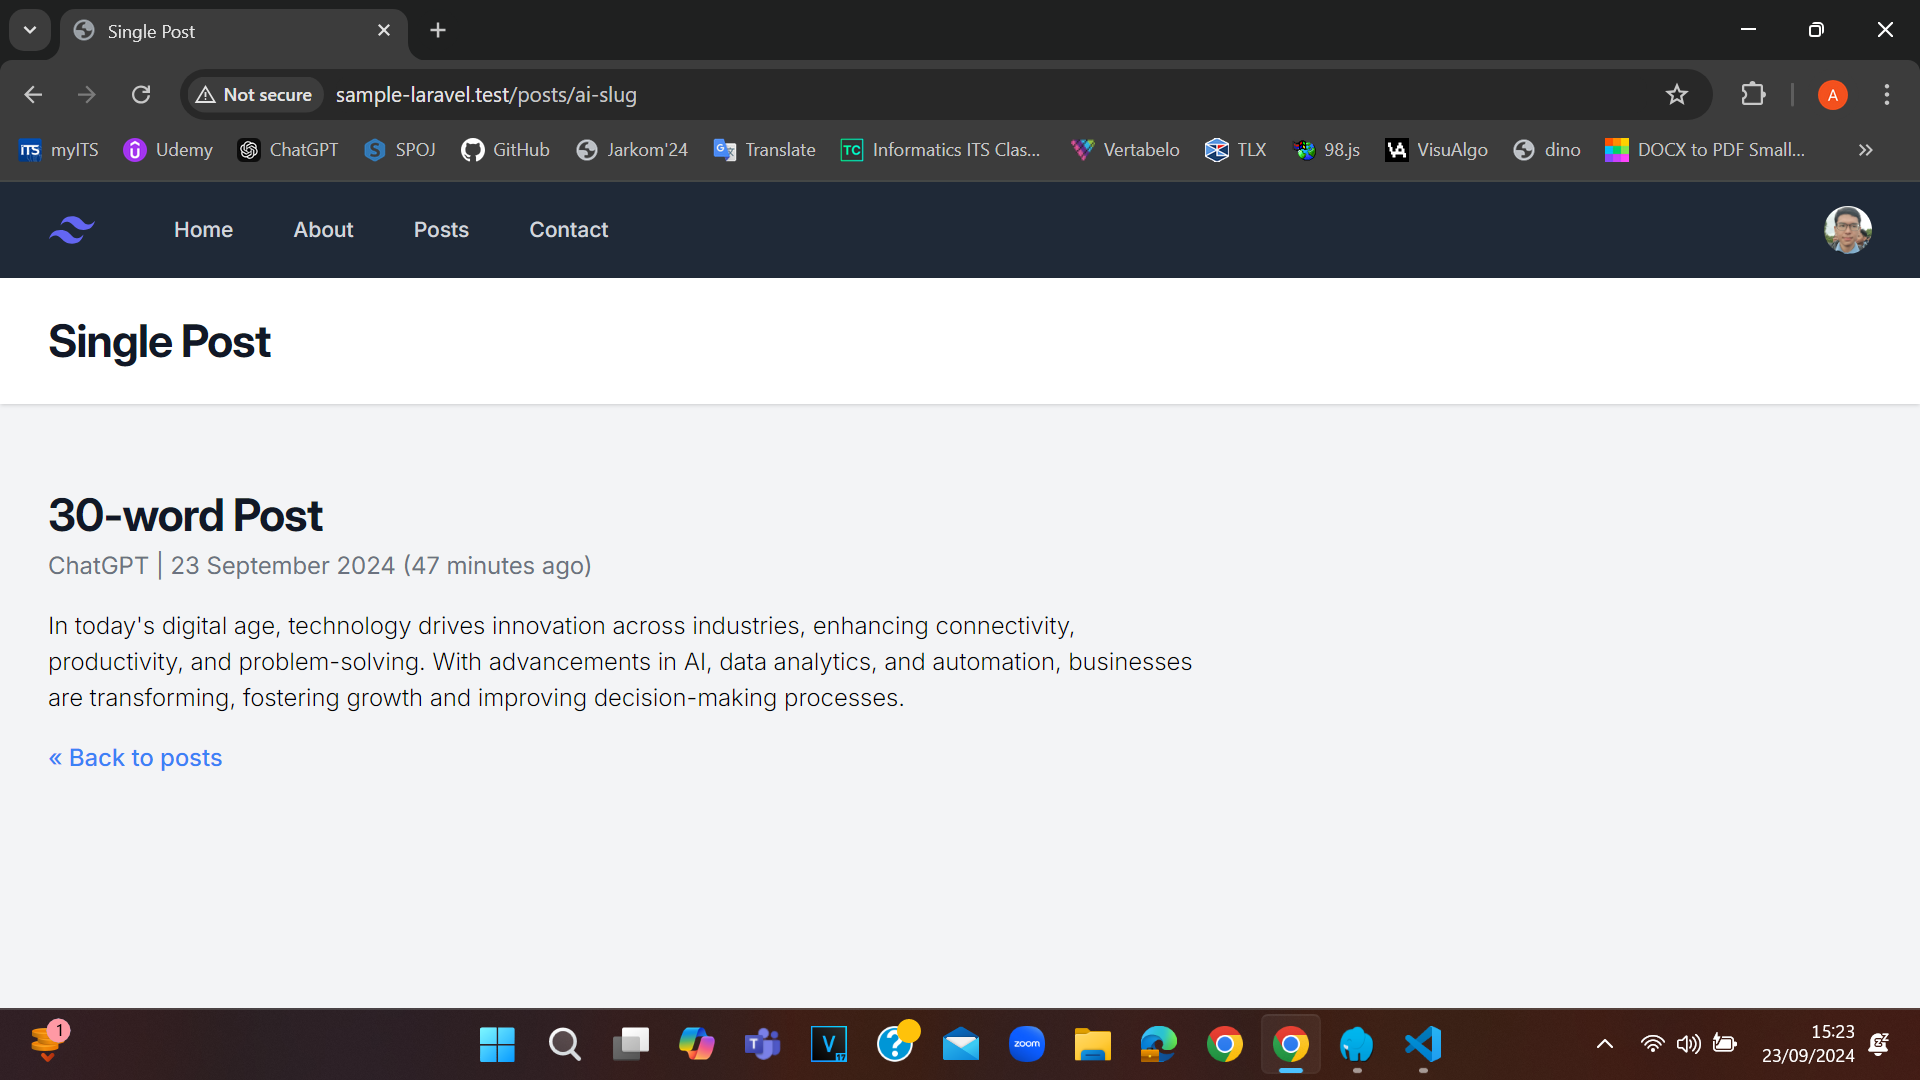 Single Post
Not secure
sample-laravel.test/posts/ai-slug
A
ITS myITS
Udemy
ChatGPT
SPOJ
GitHub
Jarkom'24
Translate
TC Informatics ITS Clas...
Vertabelo
TLX
98.js
VisuAlgo
dino
DOCX to PDF Small...
Home
About
Posts
Contact
Single Post
30-word Post
ChatGPT | 23 September 2024 (47 minutes ago)
In today's digital age, technology drives innovation across industries, enhancing connectivity,
productivity, and problem-solving. With advancements in AI, data analytics, and automation, businesses
are transforming, fostering growth and improving decision-making processes.
« Back to posts
1
T
V
17
?
zoom
15:23
23/09/2024